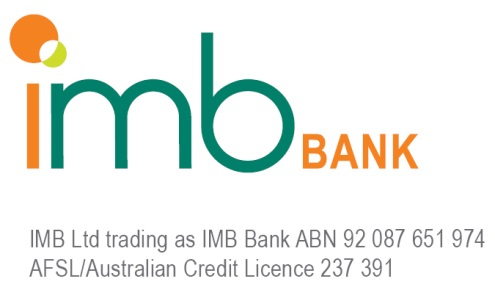 imb BANK
IMB Ltd trading as IMB Bank ABN 92 087 651 974
AFSL/Australian Credit Licence 237 391